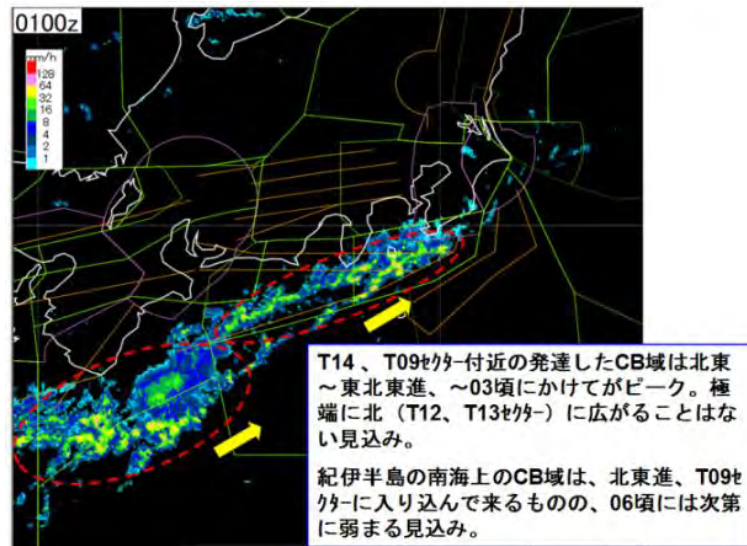 0100z
mm/h
128
64
32
16
8
4
2
1
T14 、T09ｾｸﾀｰ付近の発達したCB域は北東
～東北東進、～03頃にかけてがピーク。極
端に北（T12、T13ｾｸﾀｰ）に広がることはな
い見込み。
紀伊半島の南海上のCB域は、北東進、T09ｾ
ｸﾀｰに入り込んで来るものの、06頃には次第
に弱まる見込み。